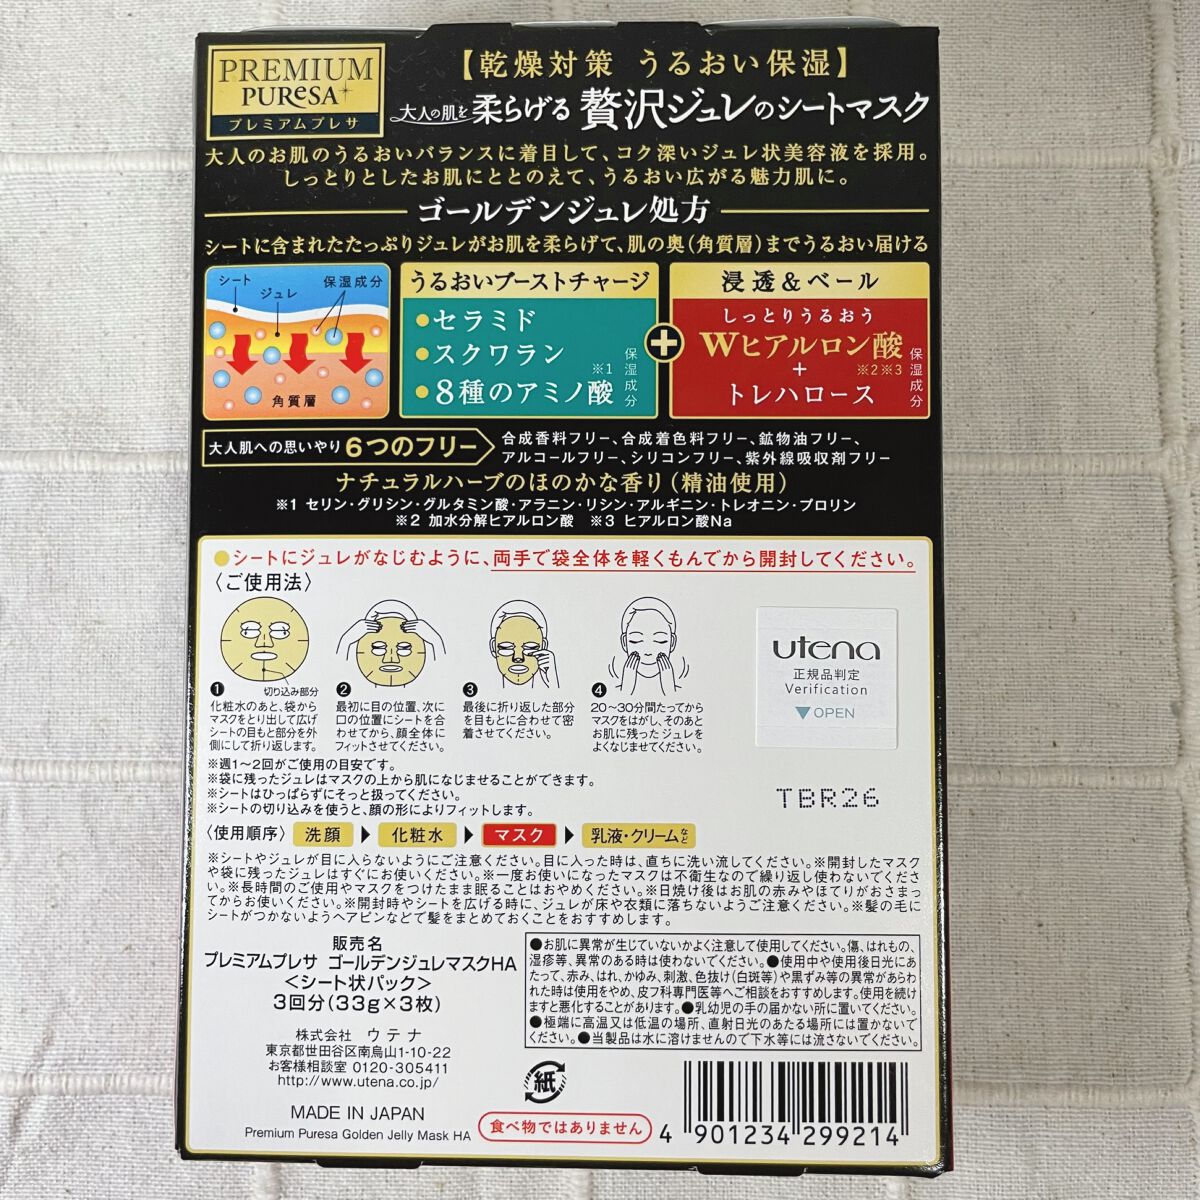 PREMIUM
PUReSA
プレミアムプレサ
【乾燥対策 うるおい保湿】
大人の肌を柔らげる 贅沢ジュレのシートマスク
大人のお肌のうるおいバランスに着目して、コク深いジュレ状美容液を採用。
しっとりとしたお肌にととのえて、うるおい広がる魅力肌に。
ゴールデンジュレ処方
シートに含まれたたっぷりジュレがお肌を柔らげて、肌の奥(角質層)までうるおい届ける
シート
ジュレ
保湿成分
角質層
うるおいブーストチャージ
●セラミド
●スクワラン
●8種のアミノ酸
※1
保湿成分
+
浸透&ベール
しっとりうるおう
Wヒアルロン酸
※2※3
+
トレハロース
保湿成分
大人肌への思いやり 6つのフリー
合成香料フリー、合成着色料フリー、鉱物油フリー、
アルコールフリー、シリコンフリー、紫外線吸収剤フリー
ナチュラルハーブのほのかな香り(精油使用)
※1 セリン・グリシン・グルタミン酸・アラニン・リシン・アルギニン・トレオニン・プロリン
※2 加水分解ヒアルロン酸 ※3 ヒアルロン酸Na
●シートにジュレがなじむように、両手で袋全体を軽くもんでから開封してください。
〈ご使用法〉
切り込み部分
1
化粧水のあと、袋から
マスクをとり出して広げ
シートの目もと部分を外
側にして折り返します。
2
最初に目の位置、次に
口の位置にシートを合
わせてから、顔全体に
フィットさせてください。
3
最後に折り返した部分
を目もとに合わせて密
着させてください。
4
20〜30分間たってから
マスクをはがし、そのあと
お肌に残ったジュレを
よくなじませてください。
utena
正規品判定
Verification
▼OPEN
※週1〜2回がご使用の目安です。
※袋に残ったジュレはマスクの上から肌になじませることができます。
※シートはひっぱらずにそっと扱ってください。
※シートの切り込みを使うと、顔の形によりフィットします。
TBR26
〈使用順序〉 洗顔 ▶ 化粧水 ▶ マスク ▶ 乳液・クリームなど
※シートやジュレが目に入らないようにご注意ください。目に入った時は、直ちに洗い流してください。※開封したマスク
や袋に残ったジュレはすぐにお使いください。※一度お使いになったマスクは不衛生なので繰り返し使わないでくださ
い。※長時間のご使用やマスクをつけたまま眠ることはおやめください。※日焼け後はお肌の赤みやほてりがおさまっ
てからお使いください。※開封時やシートを広げる時に、ジュレが床や衣類に落ちないようご注意ください。※髪の毛に
シートがつかないようヘアピンなどで髪をまとめておくことをおすすめします。
販売名
プレミアムプレサ ゴールデンジュレマスクHA
<シート状パック>
3回分(33g×3枚)
株式会社 ウテナ
東京都世田谷区南烏山1-10-22
お客様相談室 0120-305411
http://www.utena.co.jp/
MADE IN JAPAN
Premium Puresa Golden Jelly Mask HA
●お肌に異常が生じていないかよく注意して使用してください。傷、はれもの、
湿疹等、異常のある時は使わないでください。●使用中や使用後日光にあ
たって、赤み、はれ、かゆみ、刺激、色抜け(白斑等)や黒ずみ等の異常があらわ
れた時は使用をやめ、皮フ科専門医等へご相談をおすすめします。使用を続け
ますと悪化することがあります。●乳幼児の手の届かない所に置いてください。
●極端に高温又は低温の場所、直射日光のあたる場所には置かないで
ください。●当製品は水に溶けませんので下水等には流さないでください。
紙
食べ物ではありません
4 901234 299214